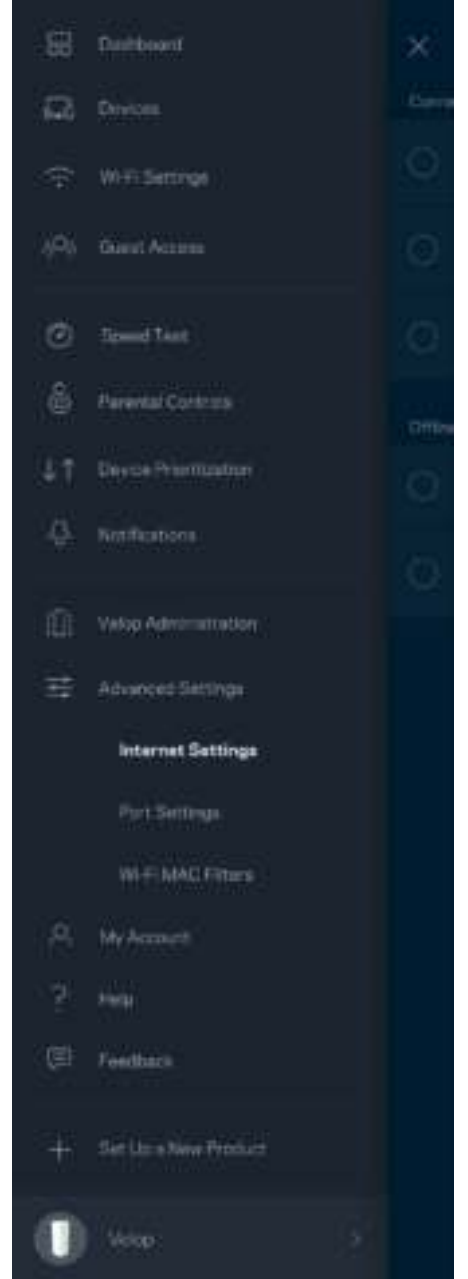 Dashboard
Devices
Wi-Fi Settings
Guest Access
Speed Test
Parental Controls
Device Prioritization
Notifications
Velop Administration
Advanced Settings
Internet Settings
Port Settings
Wi-Fi MAC Filters
My Account
Help
Feedback
Set Up a New Product
Velop
Offline